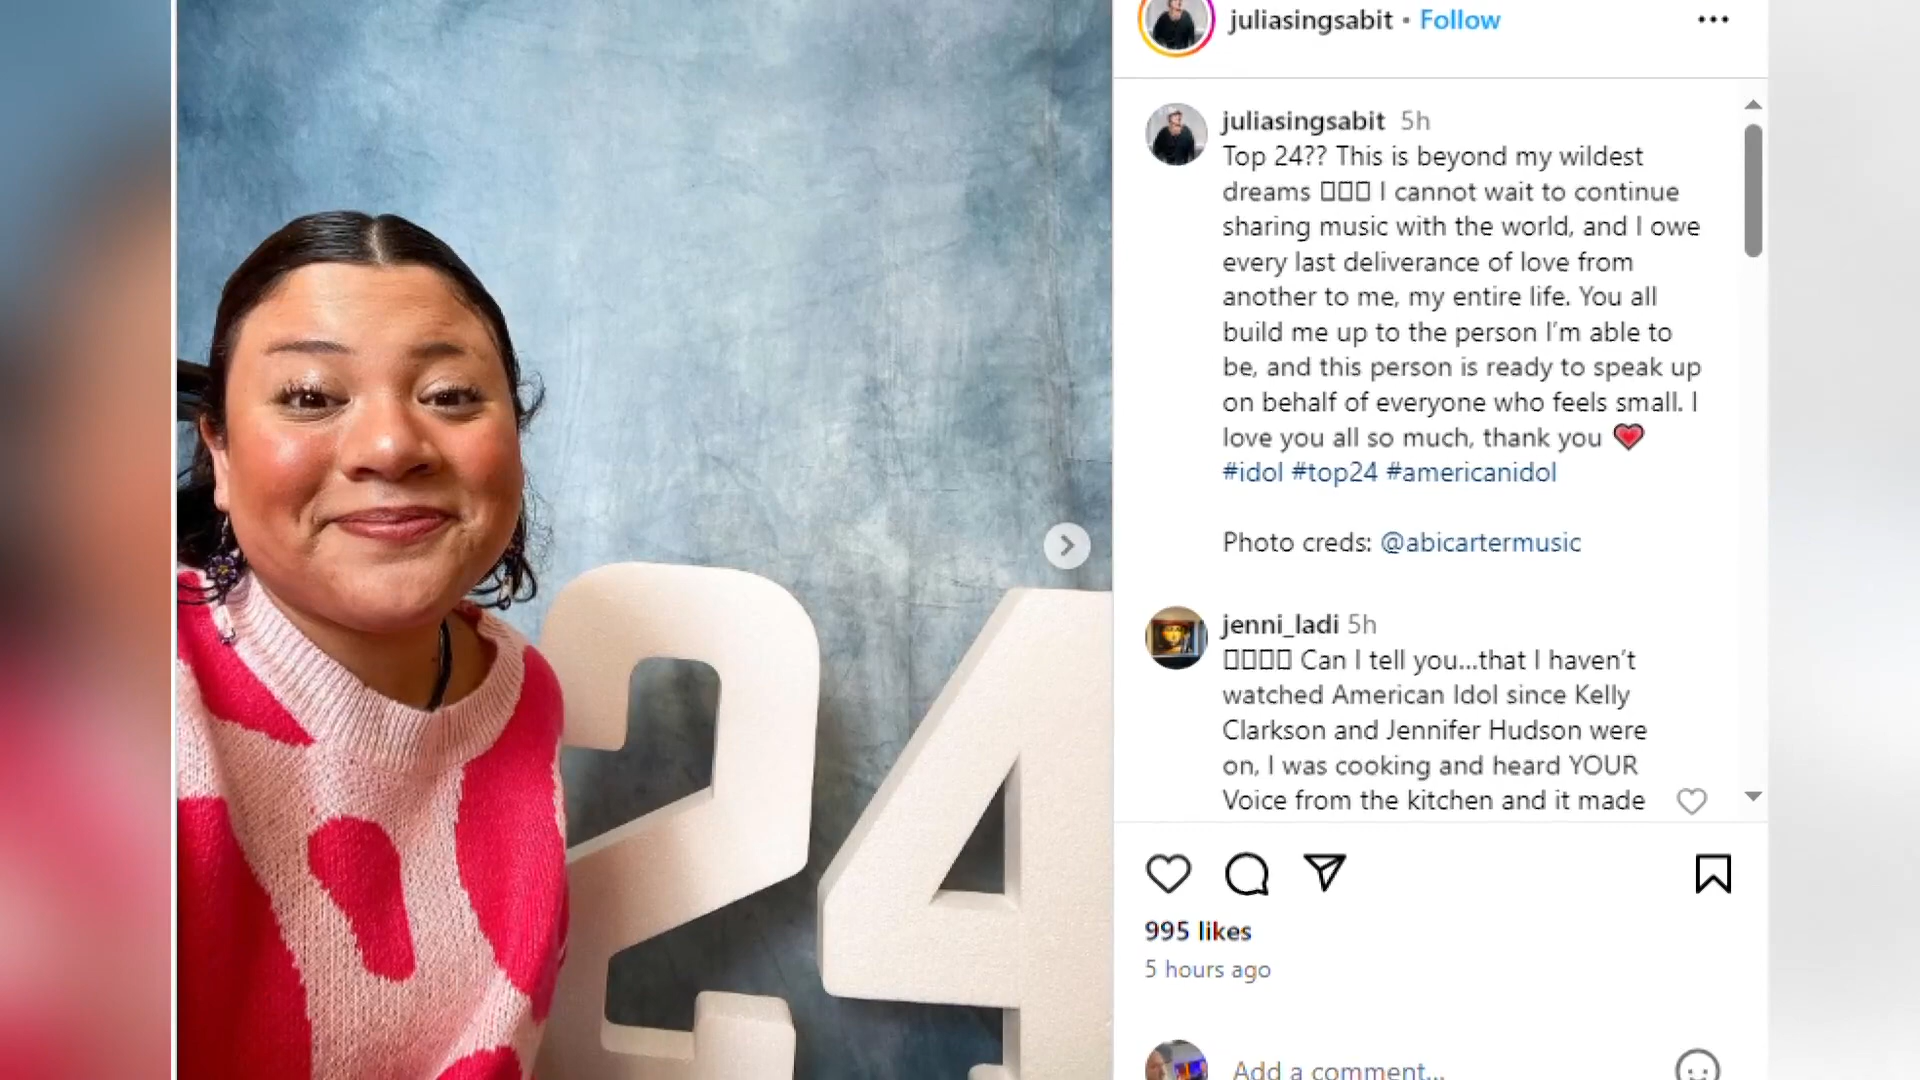 juliasingsabit • Follow
juliasingsabit 5h
Top 24?? This is beyond my wildest
dreams I cannot wait to continue
sharing music with the world, and I owe
every last deliverance of love from
another to me, my entire life. You all
build me up to the person I'm able to
be, and this person is ready to speak up
on behalf of everyone who feels small. I
love you all so much, thank you ❤️
#idol #top24 #americanidol
Photo creds: @abicartermusic
jenni_ladi 5h
Can I tell you...that I haven't
watched American Idol since Kelly
Clarkson and Jennifer Hudson were
on, I was cooking and heard YOUR
Voice from the kitchen and it made
995 likes
5 hours ago
Add a comment...
24